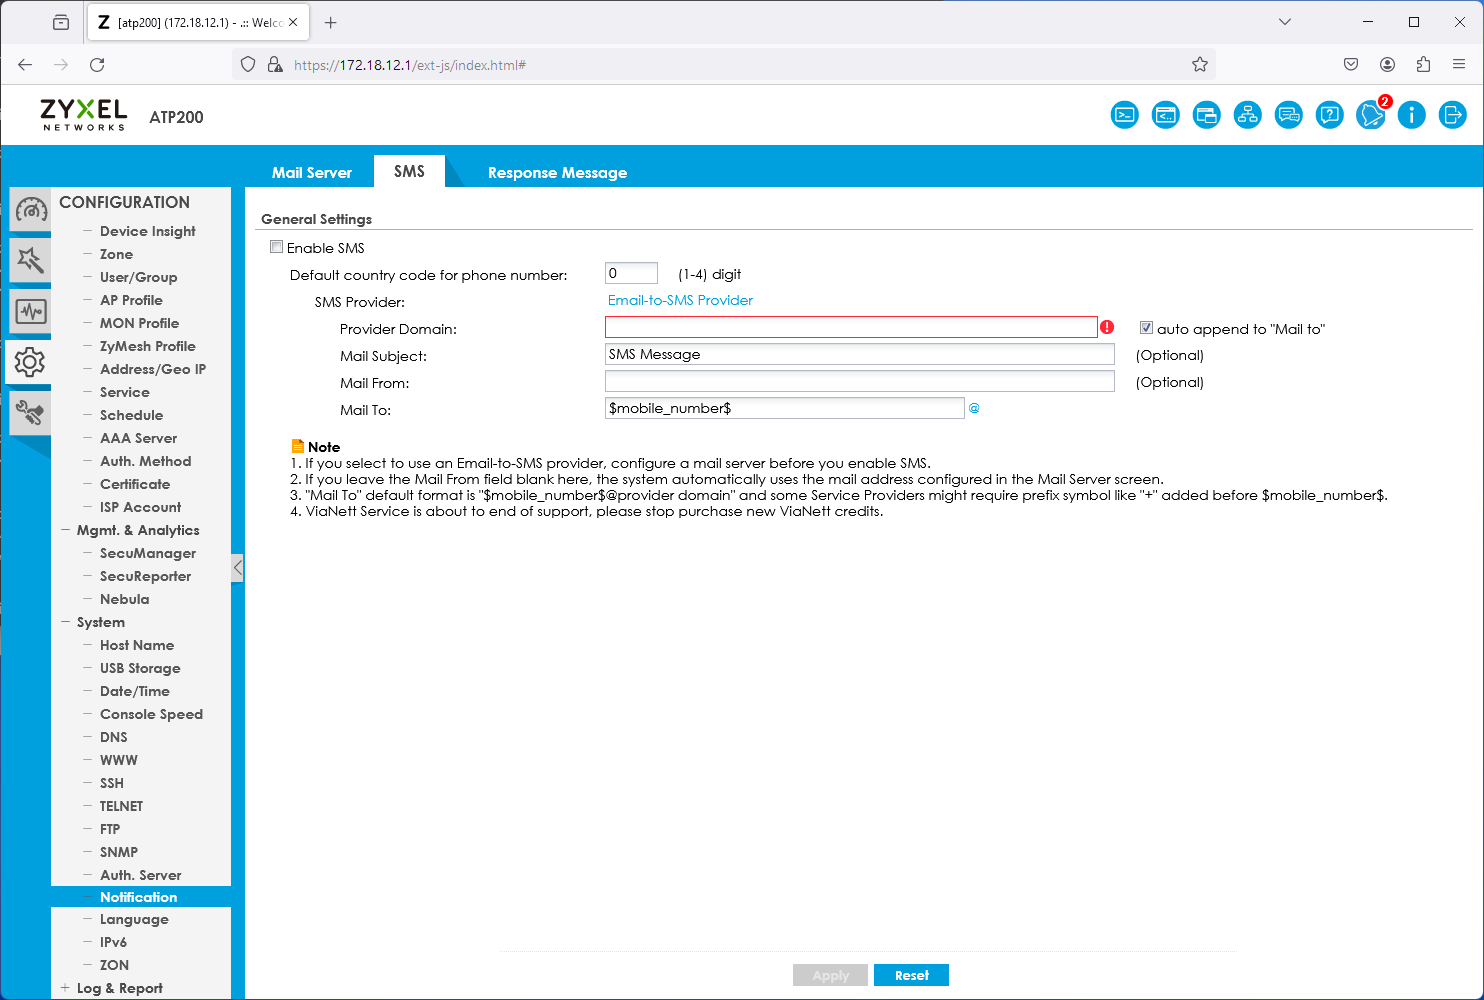 Z [atp200] (172.18.12.1) - .:: Welco
https://172.18.12.1/ext-js/index.html#
ZYXEL
NETWORKS
ATP200
2
Mail Server
SMS
Response Message
CONFIGURATION
Device Insight
Zone
User/Group
AP Profile
MON Profile
ZyMesh Profile
Address/Geo IP
Service
Schedule
AAA Server
Auth. Method
Certificate
ISP Account
Mgmt. & Analytics
SecuManager
SecuReporter
Nebula
System
Host Name
USB Storage
Date/Time
Console Speed
DNS
WWW
SSH
TELNET
FTP
SNMP
Auth. Server
Notification
Language
IPv6
ZON
Log & Report
General Settings
Enable SMS
Default country code for phone number: 0 (1-4) digit
SMS Provider: Email-to-SMS Provider
Provider Domain: auto append to "Mail to"
Mail Subject: SMS Message (Optional)
Mail From: (Optional)
Mail To: $mobile_number$ @
Note
1. If you select to use an Email-to-SMS provider, configure a mail server before you enable SMS.
2. If you leave the Mail From field blank here, the system automatically uses the mail address configured in the Mail Server screen.
3. "Mail To" default format is "$mobile_number$@provider domain" and some Service Providers might require prefix symbol like "+" added before $mobile_number$.
4. ViaNett Service is about to end of support, please stop purchase new ViaNett credits.
Apply
Reset